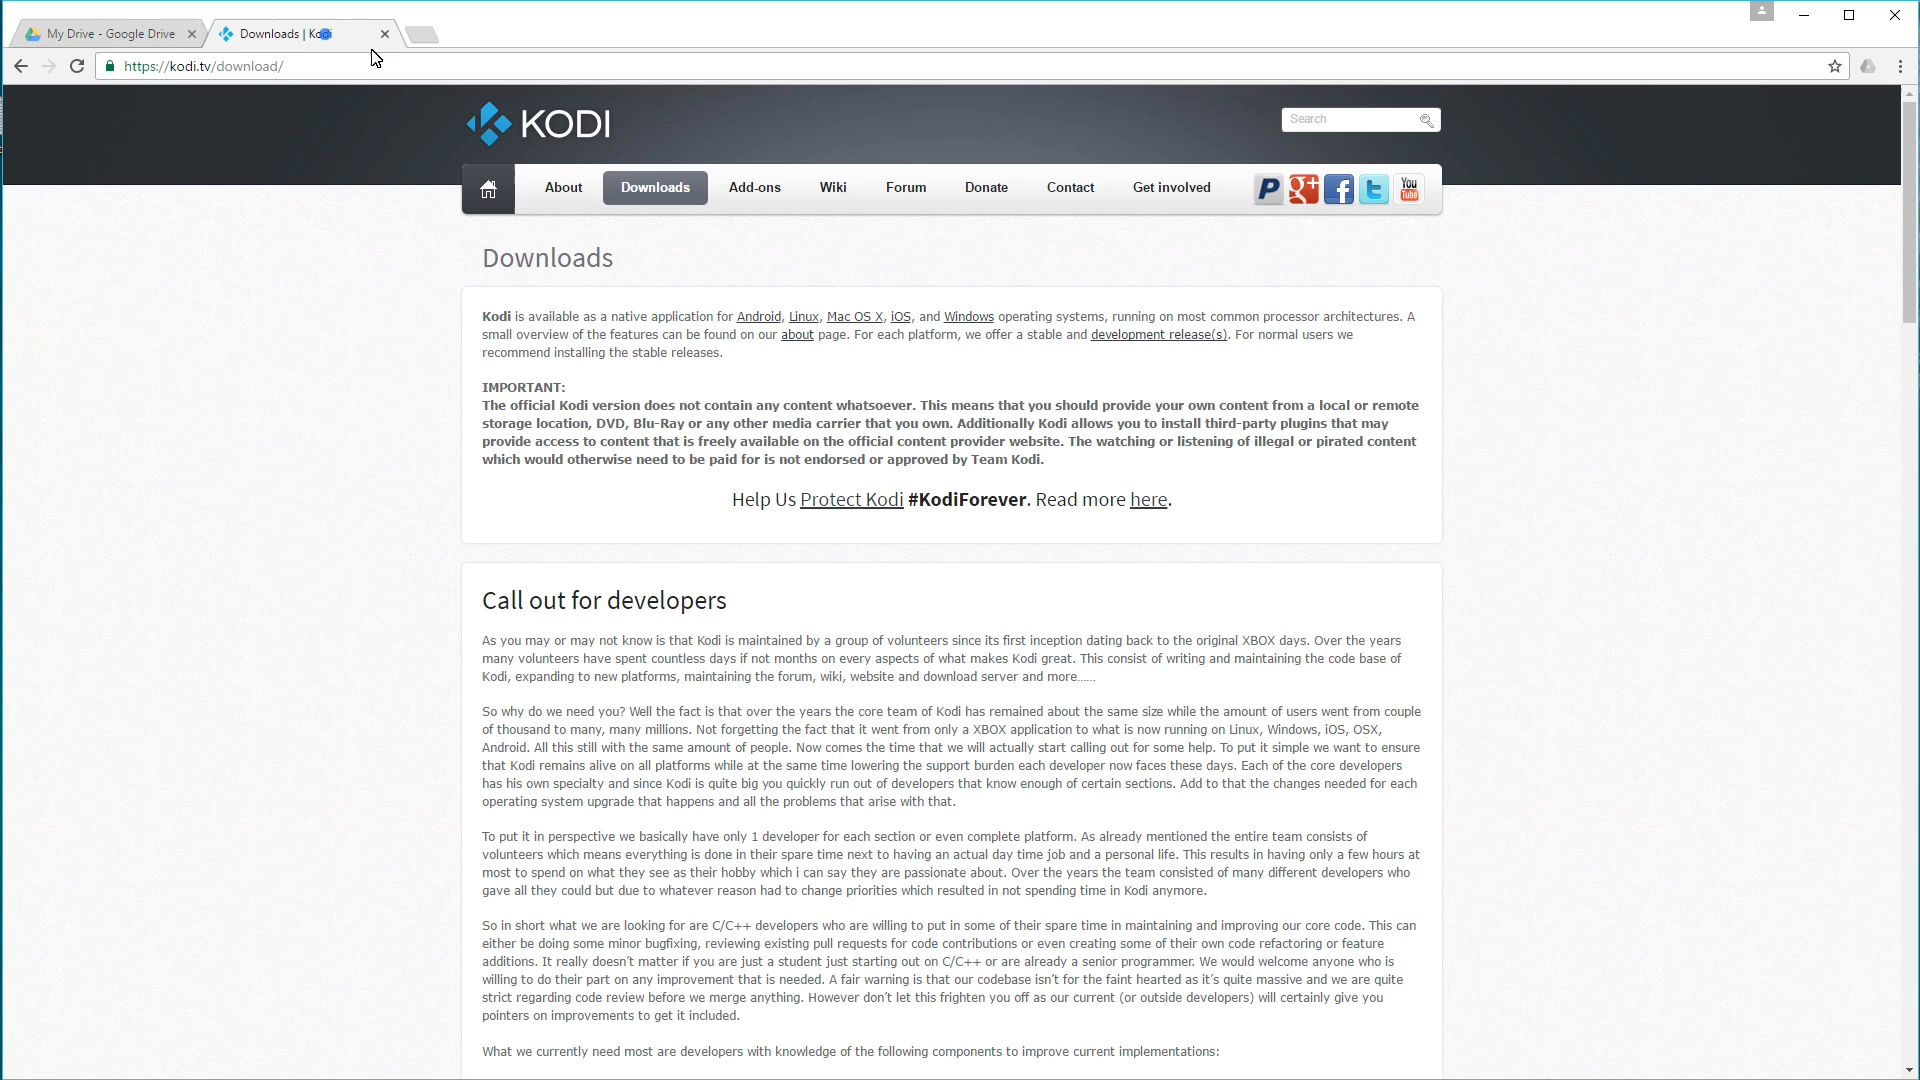 My Drive - Google Drive
Downloads | Kodi
https://kodi.tv/download/
KODI
Search
About
Downloads
Add-ons
Wiki
Forum
Donate
Contact
Get involved
P
g+
f
t
You
Tube
Downloads
Kodi is available as a native application for Android, Linux, Mac OS X, iOS, and Windows operating systems, running on most common processor architectures. A
small overview of the features can be found on our about page. For each platform, we offer a stable and development release(s). For normal users we
recommend installing the stable releases.
IMPORTANT:
The official Kodi version does not contain any content whatsoever. This means that you should provide your own content from a local or remote
storage location, DVD, Blu-Ray or any other media carrier that you own. Additionally Kodi allows you to install third-party plugins that may
provide access to content that is freely available on the official content provider website. The watching or listening of illegal or pirated content
which would otherwise need to be paid for is not endorsed or approved by Team Kodi.
Help Us Protect Kodi #KodiForever. Read more here.
Call out for developers
As you may or may not know is that Kodi is maintained by a group of volunteers since its first inception dating back to the original XBOX days. Over the years
many volunteers have spent countless days if not months on every aspects of what makes Kodi great. This consist of writing and maintaining the code base of
Kodi, expanding to new platforms, maintaining the forum, wiki, website and download server and more......
So why do we need you? Well the fact is that over the years the core team of Kodi has remained about the same size while the amount of users went from couple
of thousand to many, many millions. Not forgetting the fact that it went from only a XBOX application to what is now running on Linux, Windows, iOS, OSX,
Android. All this still with the same amount of people. Now comes the time that we will actually start calling out for some help. To put it simple we want to ensure
that Kodi remains alive on all platforms while at the same time lowering the support burden each developer now faces these days. Each of the core developers
has his own specialty and since Kodi is quite big you quickly run out of developers that know enough of certain sections. Add to that the changes needed for each
operating system upgrade that happens and all the problems that arise with that.
To put it in perspective we basically have only 1 developer for each section or even complete platform. As already mentioned the entire team consists of
volunteers which means everything is done in their spare time next to having an actual day time job and a personal life. This results in having only a few hours at
most to spend on what they see as their hobby which i can say they are passionate about. Over the years the team consisted of many different developers who
gave all they could but due to whatever reason had to change priorities which resulted in not spending time in Kodi anymore.
So in short what we are looking for are C/C++ developers who are willing to put in some of their spare time in maintaining and improving our core code. This can
either be doing some minor bugfixing, reviewing existing pull requests for code contributions or even creating some of their own code refactoring or feature
additions. It really doesn't matter if you are just a student just starting out on C/C++ or are already a senior programmer. We would welcome anyone who is
willing to do their part on any improvement that is needed. A fair warning is that our codebase isn't for the faint hearted as it's quite massive and we are quite
strict regarding code review before we merge anything. However don't let this frighten you off as our current (or outside developers) will certainly give you
pointers on improvements to get it included.
What we currently need most are developers with knowledge of the following components to improve current implementations: